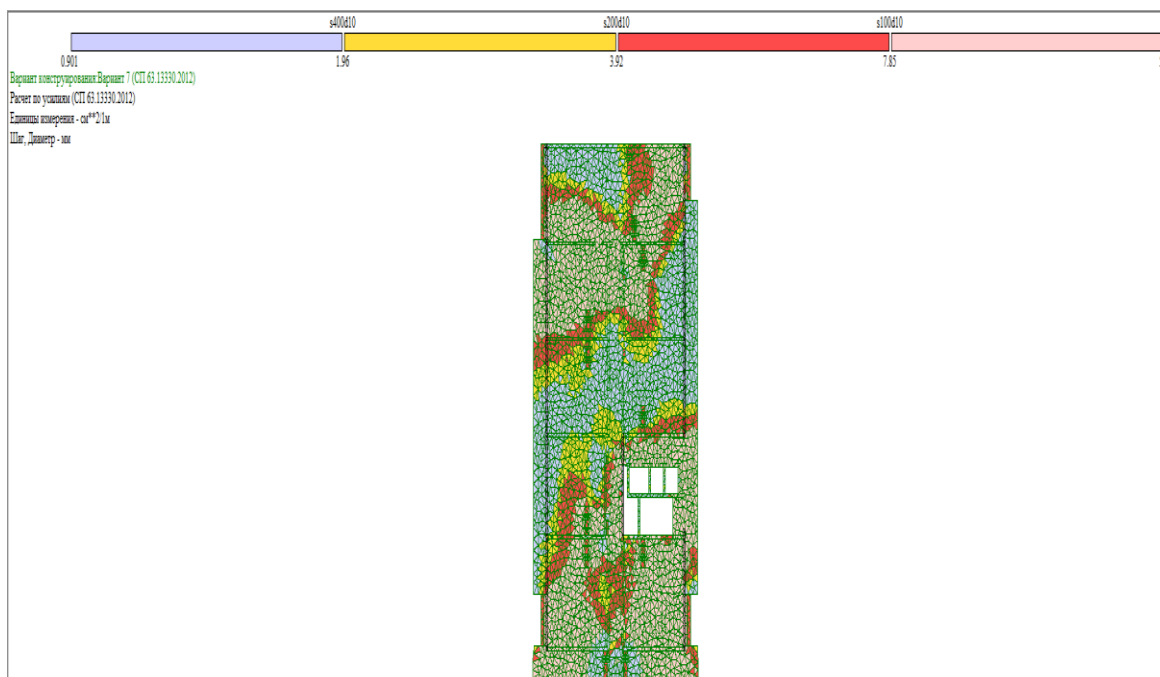 s400d10 s200d10 s100d10
0.901 1.96 3.92 7.85
Вариант конструирования:Вариант 7 (СП 63.13330.2012)
Расчет по усилиям (СП 63.13330.2012)
Единицы измерения - см**2/1м
Шаг, Диаметр - мм